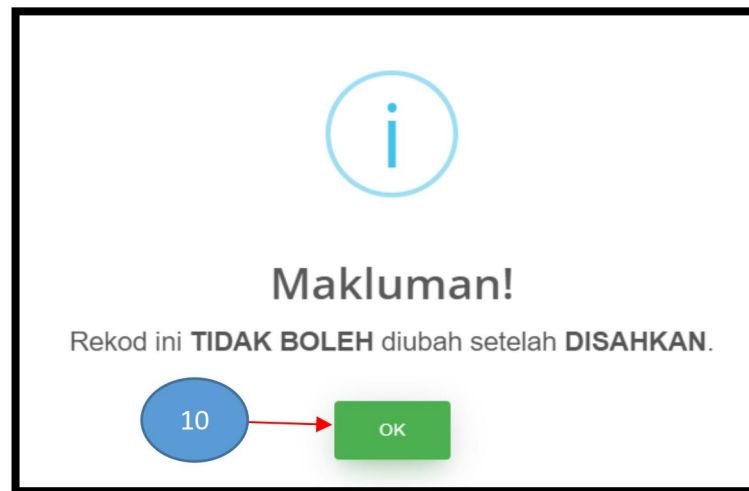 i
Makluman!
Rekod ini TIDAK BOLEH diubah setelah DISAHKAN.
10
OK